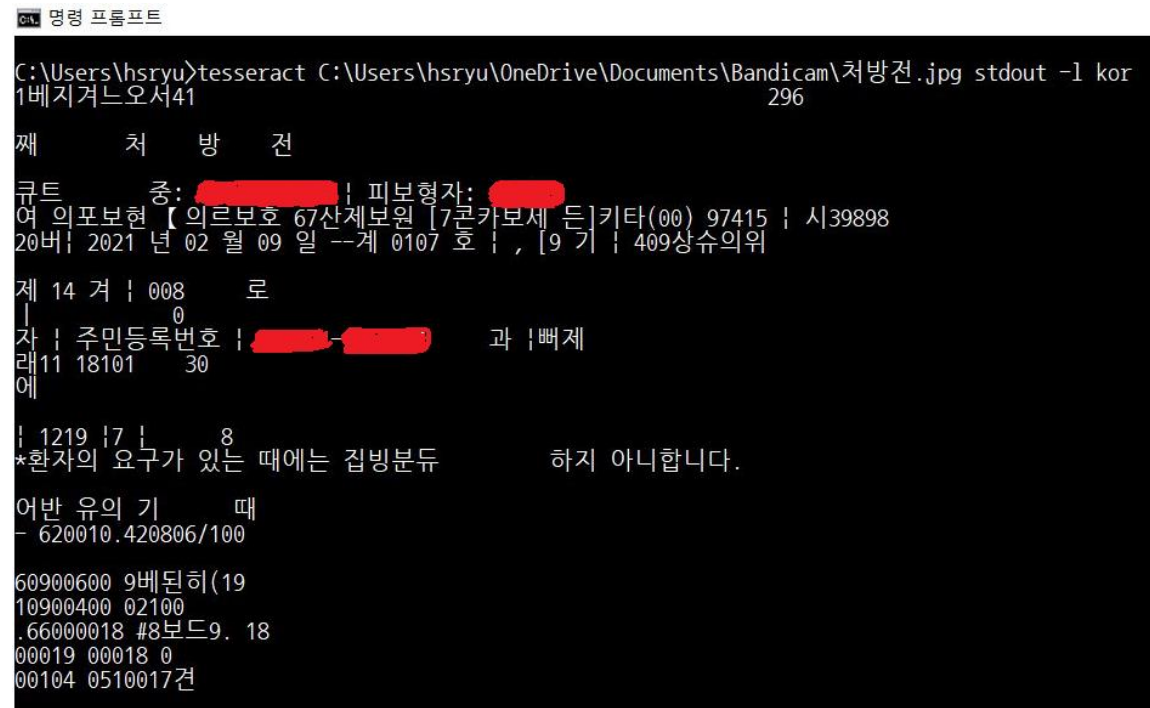 명령 프롬프트
C:\Users\hsryu>tesseract C:\Users\hsryu\OneDrive\Documents\Bandicam\처방전.jpg stdout -l kor
1베지겨느오서41 296
째 처 방 전
큐트 중: ¦ 피보형자:
여 의포보현 【 의르보호 67산제보원 [7콘카보세 든]키타(00) 97415 ¦ 시39898
20버¦ 2021 년 02 월 09 일 --계 0107 호 ¦ , [9 기 ¦ 409상슈의위
제 14 겨 ¦ 008 로
| 0
자 ¦ 주민등록번호 ¦ - 과 ¦뻐제
래11 18101 30
에
¦ 1219 ¦7 ¦ 8
*환자의 요구가 있는 때에는 집빙분듀 하지 아니합니다.
어반 유의 기 때
- 620010.420806/100
60900600 9베된히(19
10900400 02100
.66000018 #8보드9. 18
00019 00018 0
00104 0510017견